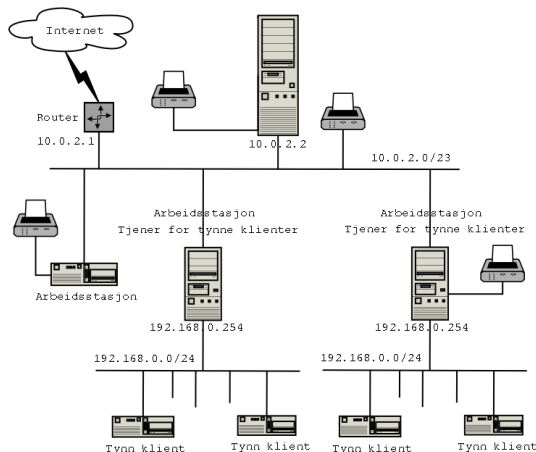 Internet
Router
10.0.2.1
10.0.2.2
10.0.2.0/23
Arbeidsstasjon
Tjener for tynne klienter
Arbeidsstasjon
Tjener for tynne klienter
Arbeidsstasjon
192.168.0.254
192.168.0.254
192.168.0.0/24
192.168.0.0/24
Tynn klient
Tynn klient
Tynn klient
Tynn klient